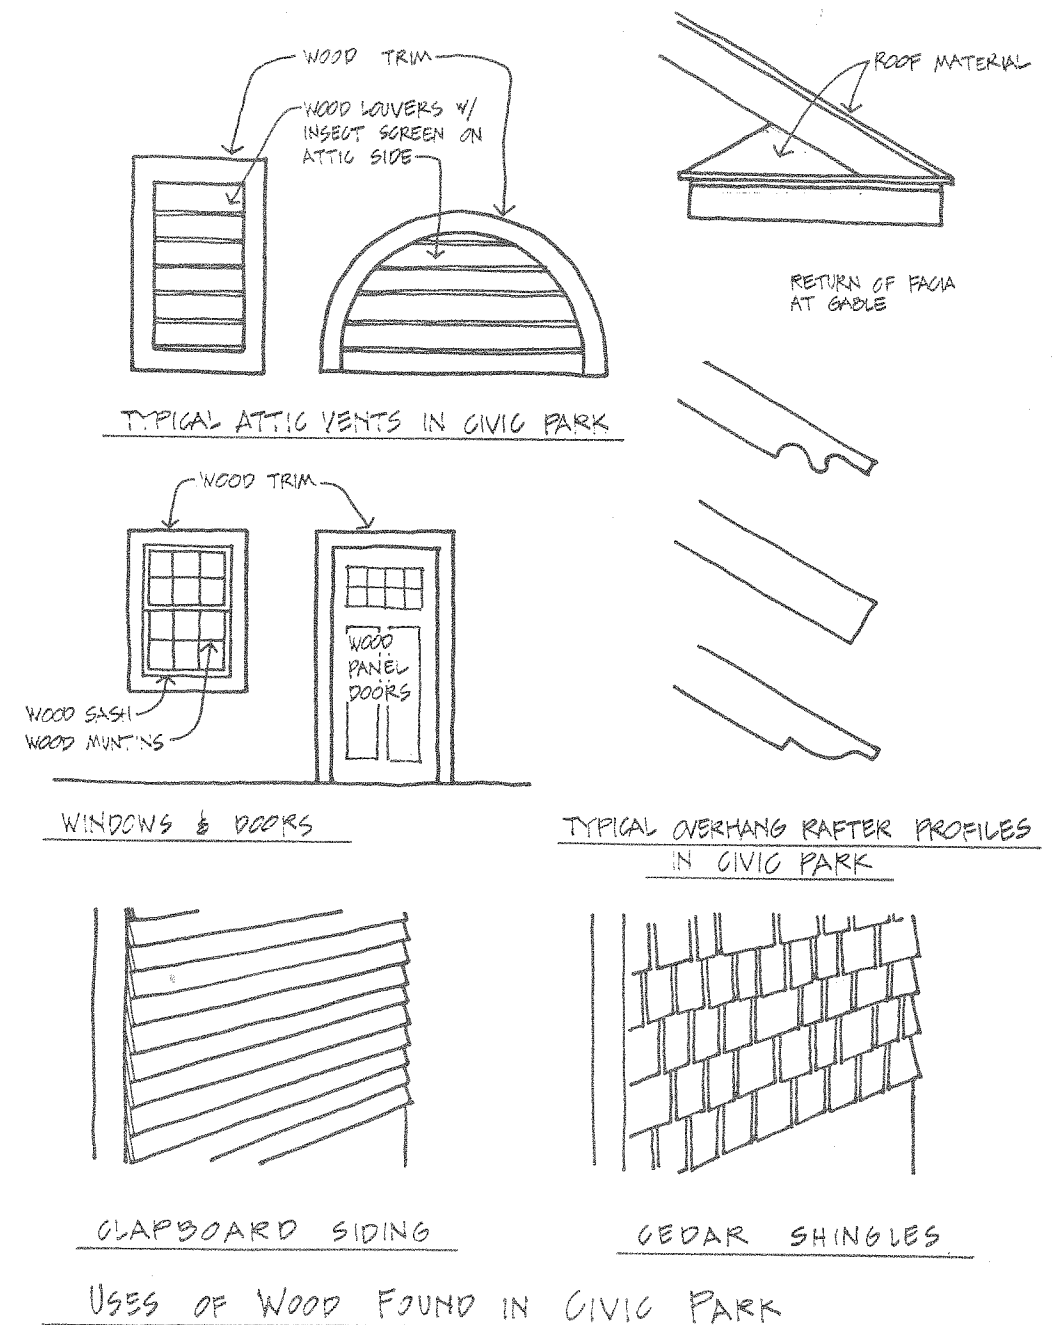 WOOD TRIM
WOOD LOUVERS W/
INSECT SCREEN ON
ATTIC SIDE
ROOF MATERIAL
RETURN OF FACIA
AT GABLE
TYPICAL ATTIC VENTS IN CIVIC PARK
WOOD TRIM
WOOD
PANEL
DOORS
WOOD SASH
WOOD MUNTINS
WINDOWS & DOORS
TYPICAL OVERHANG RAFTER PROFILES
IN CIVIC PARK
CLAPBOARD SIDING
CEDAR SHINGLES
USES OF WOOD FOUND IN CIVIC PARK